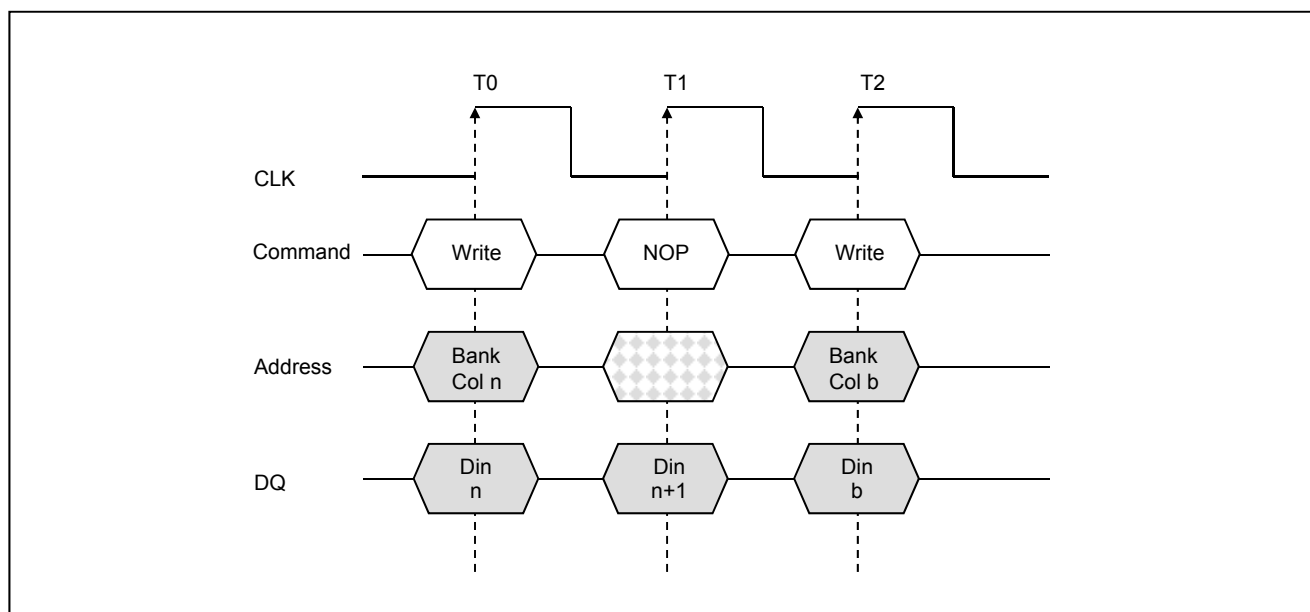 T0 T1 T2
CLK
Command Write NOP Write
Address Bank Col n Bank Col b
DQ Din n Din n+1 Din b